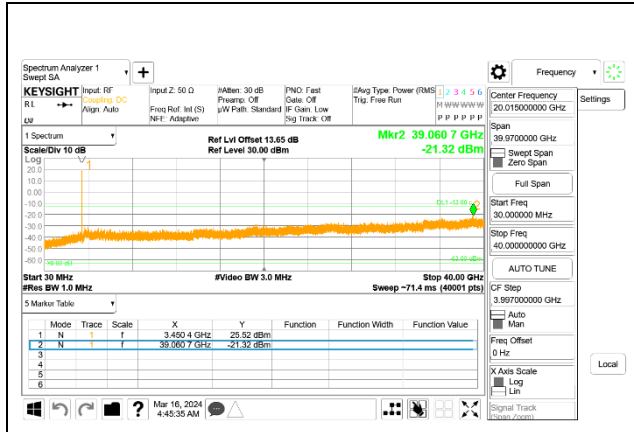 Spectrum Analyzer 1
Swept SA
+
Frequency
KEYSIGHT
RL
Input: RF
Coupling: DC
Align: Auto
Input Z: 50 Ω
Freq Ref: Int (S)
NFE: Adaptive
#Atten: 30 dB
Preamp: Off
µW Path: Standard
PNO: Fast
Gate: Off
IF Gain: Low
Sig Track: Off
#Avg Type: Power (RMS
Trig: Free Run
1 2 3 4 5 6
M W W W W W
P P P P P P
1 Spectrum
Scale/Div 10 dB
Ref Lvl Offset 13.65 dB
Ref Level 30.00 dBm
Mkr2 39.060 7 GHz
-21.32 dBm
Log
20.0
10.0
0.00
-10.0
-20.0
-30.0
-40.0
-50.0
-60.0
1
2
Start 30 MHz
#Res BW 1.0 MHz
#Video BW 3.0 MHz
Stop 40.00 GHz
Sweep ~71.4 ms (40001 pts)
5 Marker Table
Mode Trace Scale X Y Function Function Width Function Value
1 N 1 f 3.450 4 GHz 25.52 dBm
2 N 1 f 39.060 7 GHz -21.32 dBm
3
4
5
6
Mar 16, 2024
4:45:35 AM
Center Frequency
20.015000000 GHz
Span
39.9700000 GHz
Swept Span
Zero Span
Full Span
Start Freq
30.000000 MHz
Stop Freq
40.000000000 GHz
AUTO TUNE
CF Step
3.997000000 GHz
Auto
Man
Freq Offset
0 Hz
X Axis Scale
Log
Lin
Signal Track
(Span Zoom)
Settings
Local